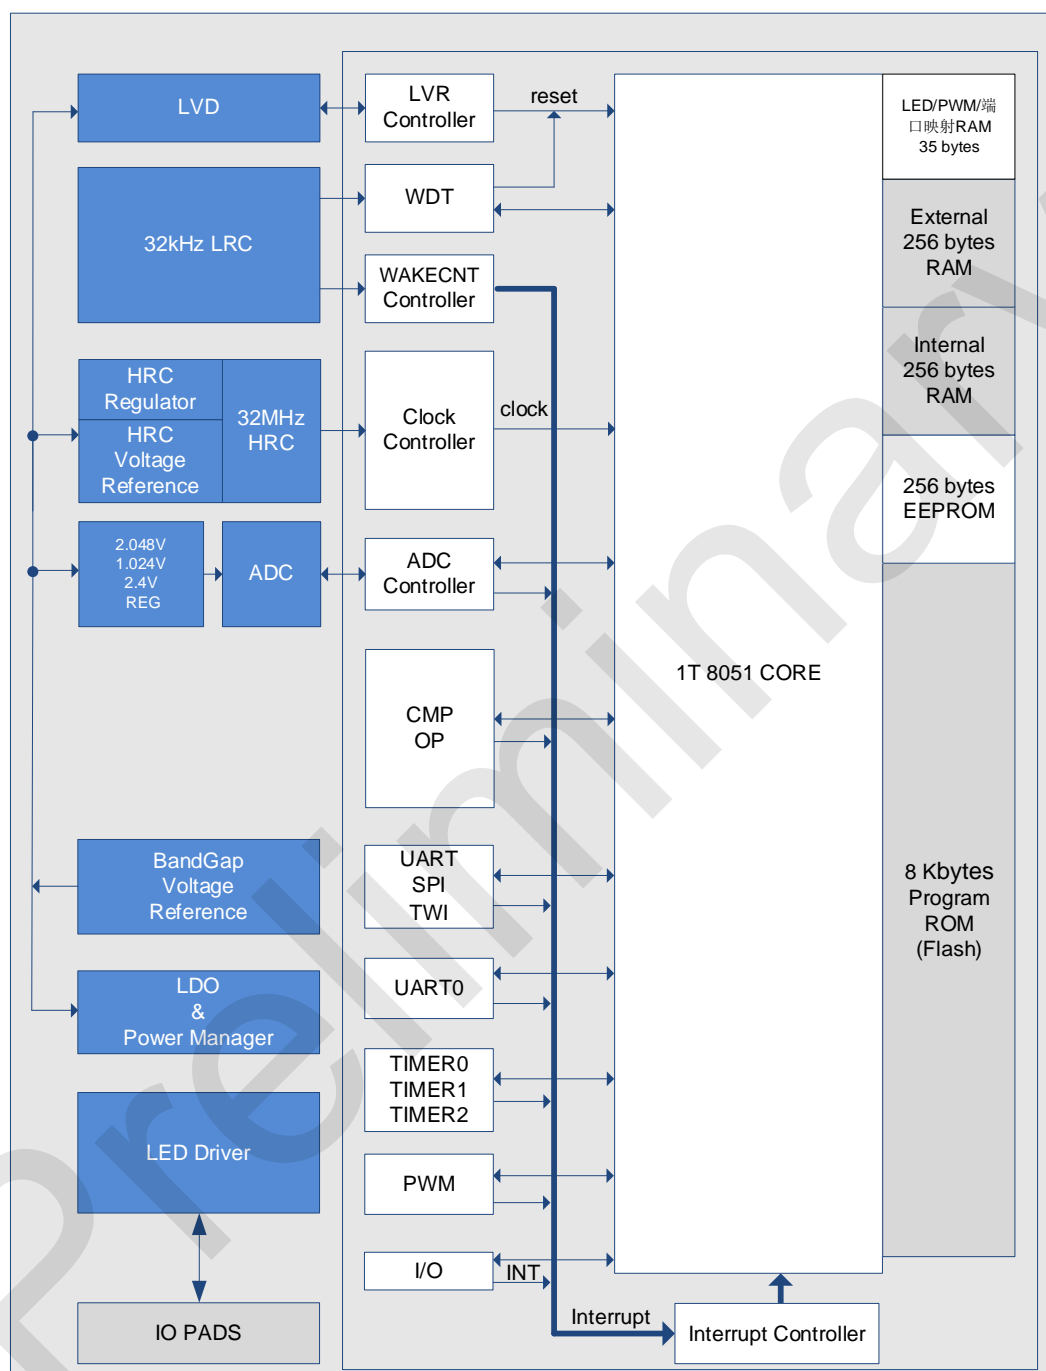 LVD
LVR
Controller
reset
LED/PWM/端
口映射RAM
35 bytes
32kHz LRC
WDT
WAKECNT
Controller
External
256 bytes
RAM
Internal
256 bytes
RAM
HRC
Regulator
HRC
Voltage
Reference
32MHz
HRC
Clock
Controller
clock
256 bytes
EEPROM
2.048V
1.024V
2.4V
REG
ADC
ADC
Controller
1T 8051 CORE
CMP
OP
BandGap
Voltage
Reference
UART
SPI
TWI
8 Kbytes
Program
ROM
(Flash)
LDO
&
Power Manager
UART0
TIMER0
TIMER1
TIMER2
LED Driver
PWM
I/O
INT
IO PADS
Interrupt
Interrupt Controller
Preliminary